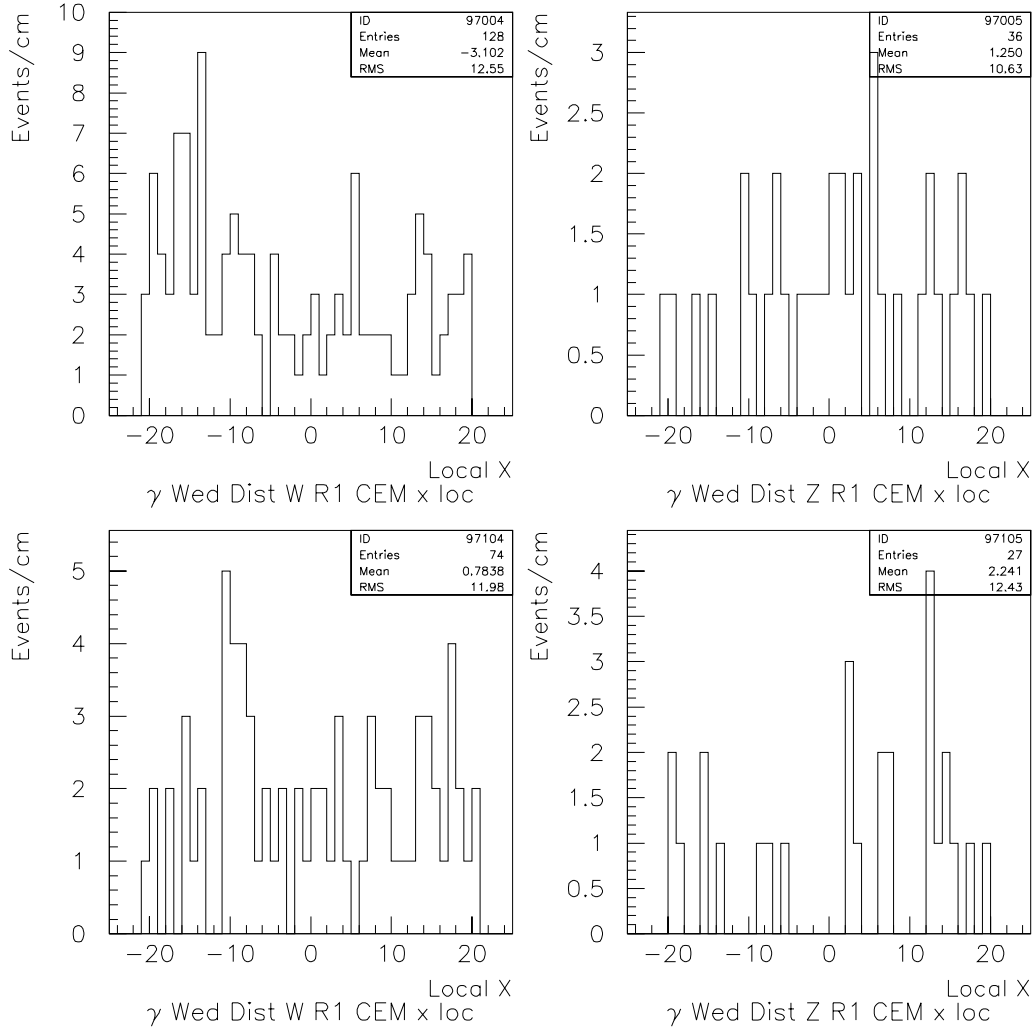 ID 97004
Entries 128
Mean -3.102
RMS 12.55
Events/cm
10
9
8
7
6
5
4
3
2
1
0
-20 -10 0 10 20
Local X
γ Wed Dist W R1 CEM x loc
ID 97005
Entries 36
Mean 1.250
RMS 10.63
Events/cm
3
2.5
2
1.5
1
0.5
0
-20 -10 0 10 20
Local X
γ Wed Dist Z R1 CEM x loc
ID 97104
Entries 74
Mean 0.7838
RMS 11.98
Events/cm
5
4
3
2
1
0
-20 -10 0 10 20
Local X
γ Wed Dist W R1 CEM x loc
ID 97105
Entries 27
Mean 2.241
RMS 12.43
Events/cm
4
3.5
3
2.5
2
1.5
1
0.5
0
-20 -10 0 10 20
Local X
γ Wed Dist Z R1 CEM x loc